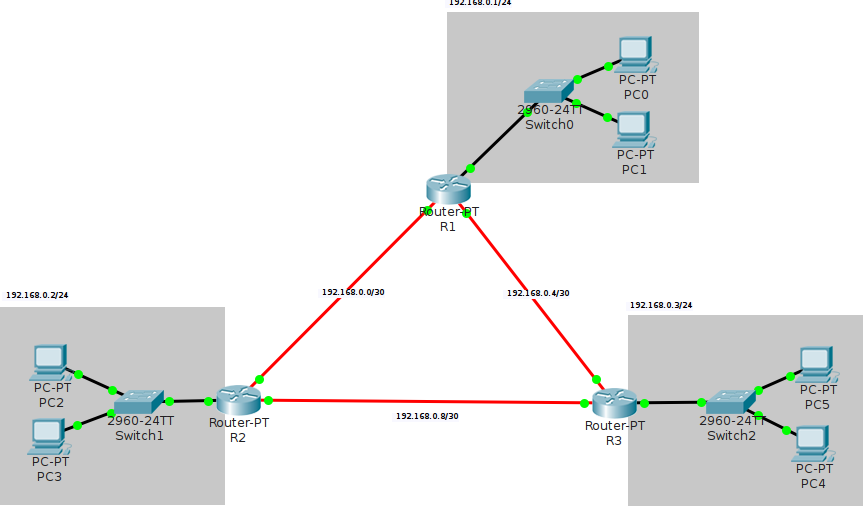 192.168.0.1/24
PC-PT
PC0
2960-24TT
Switch0
PC-PT
PC1
Router-PT
R1
192.168.0.0/30
192.168.0.4/30
192.168.0.2/24
192.168.0.3/24
PC-PT
PC2
2960-24TT
Switch1
PC-PT
PC3
Router-PT
R2
192.168.0.8/30
Router-PT
R3
2960-24TT
Switch2
PC-PT
PC5
PC-PT
PC4